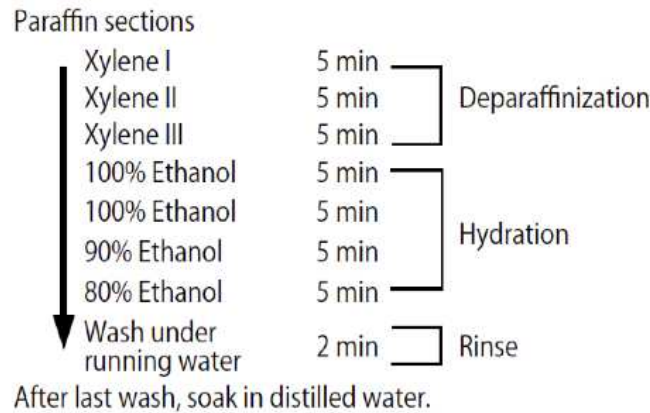 Paraffin sections
Xylene I 5 min
Xylene II 5 min Deparaffinization
Xylene III 5 min
100% Ethanol 5 min
100% Ethanol 5 min
Hydration
90% Ethanol 5 min
80% Ethanol 5 min
Wash under
running water 2 min Rinse
After last wash, soak in distilled water.